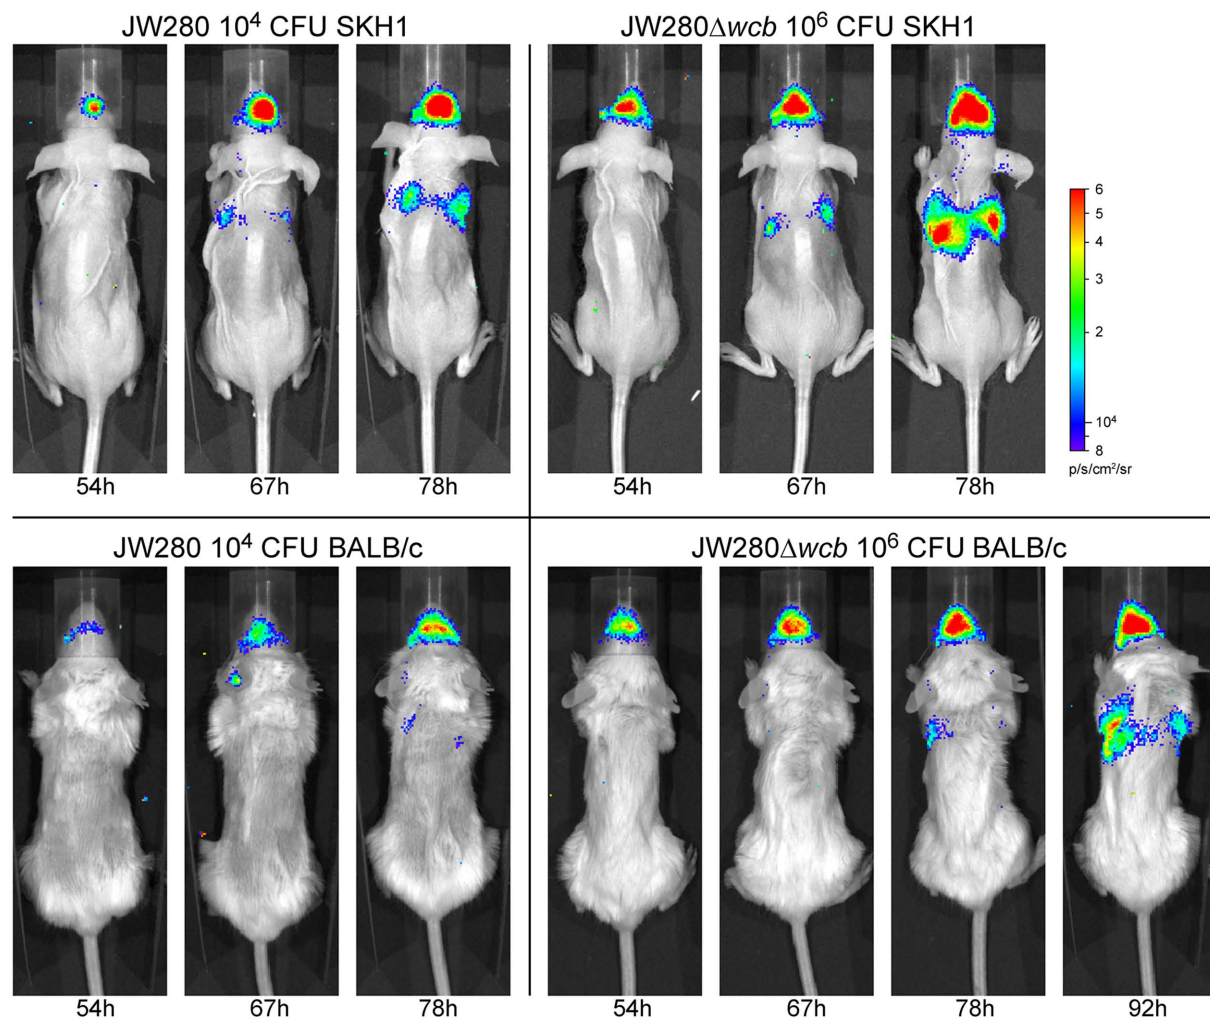 JW280 10⁴ CFU SKH1
JW280Δwcb 10⁶ CFU SKH1
54h
67h
78h
54h
67h
78h
6
5
4
3
2
10⁴
8
p/s/cm²/sr
JW280 10⁴ CFU BALB/c
JW280Δwcb 10⁶ CFU BALB/c
54h
67h
78h
54h
67h
78h
92h